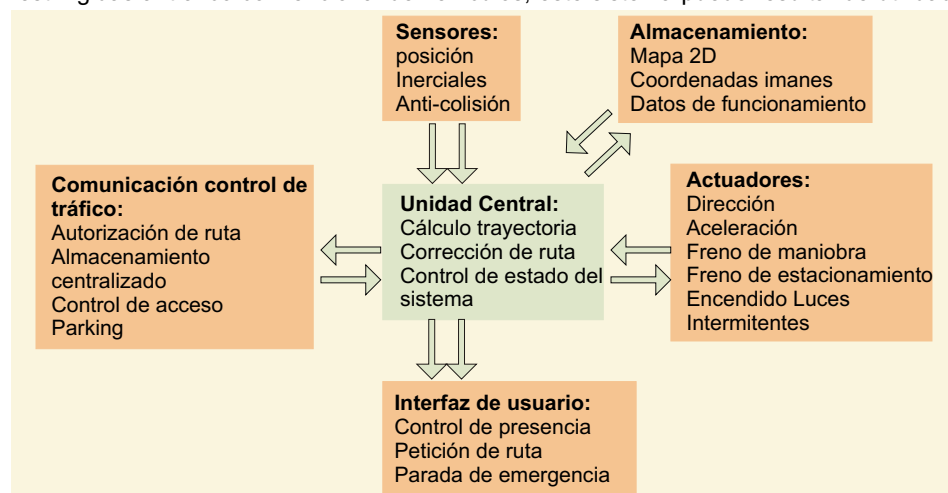 Sensores:
posición
Inerciales
Anti-colisión
Almacenamiento:
Mapa 2D
Coordenadas imanes
Datos de funcionamiento
Comunicación control de
tráfico:
Autorización de ruta
Almacenamiento
centralizado
Control de acceso
Parking
Unidad Central:
Cálculo trayectoria
Corrección de ruta
Control de estado del
sistema
Actuadores:
Dirección
Aceleración
Freno de maniobra
Freno de estacionamiento
Encendido Luces
Intermitentes
Interfaz de usuario:
Control de presencia
Petición de ruta
Parada de emergencia